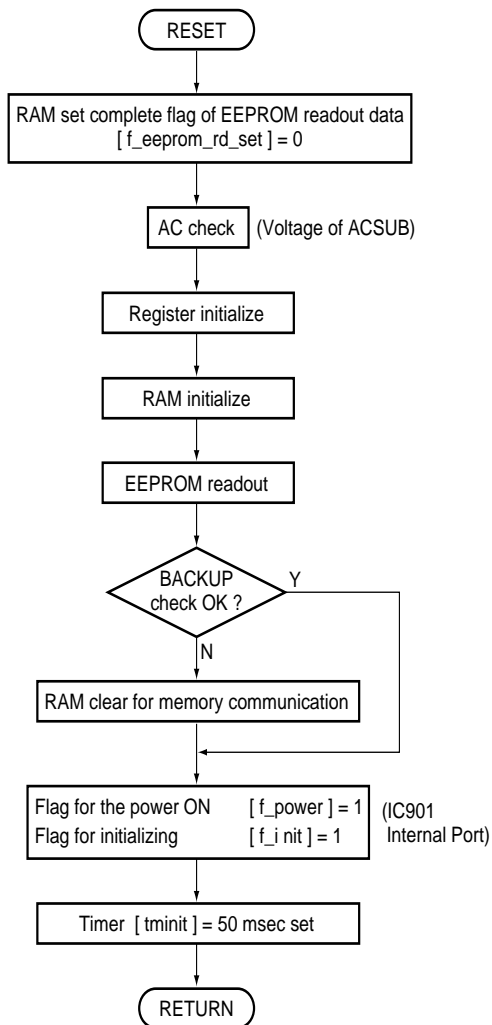 RESET
RAM set complete flag of EEPROM readout data
[ f_eeprom_rd_set ] = 0
AC check (Voltage of ACSUB)
Register initialize
RAM initialize
EEPROM readout
BACKUP
check OK ?
Y
N
RAM clear for memory communication
Flag for the power ON [ f_power ] = 1 (IC901
Flag for initializing [ f_i nit ] = 1 Internal Port)
Timer [ tminit ] = 50 msec set
RETURN